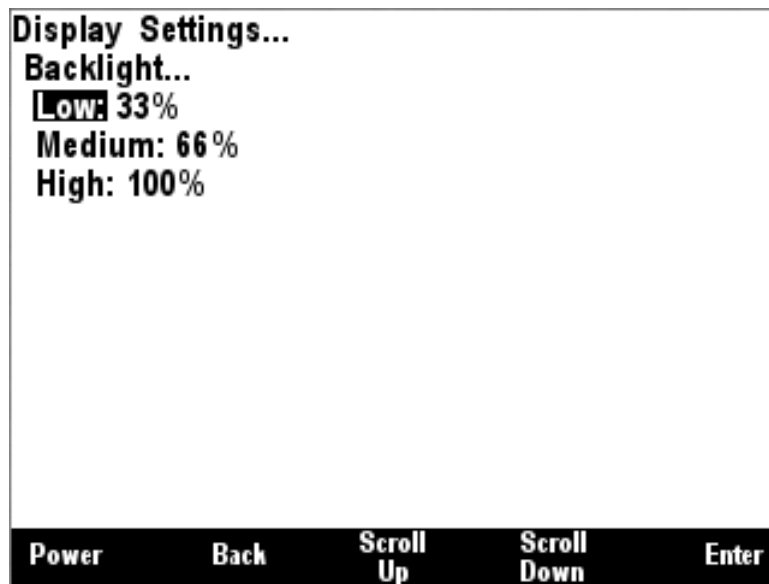 Display Settings...
Backlight...
Low: 33%
Medium: 66%
High: 100%
Power Back Scroll Up Scroll Down Enter